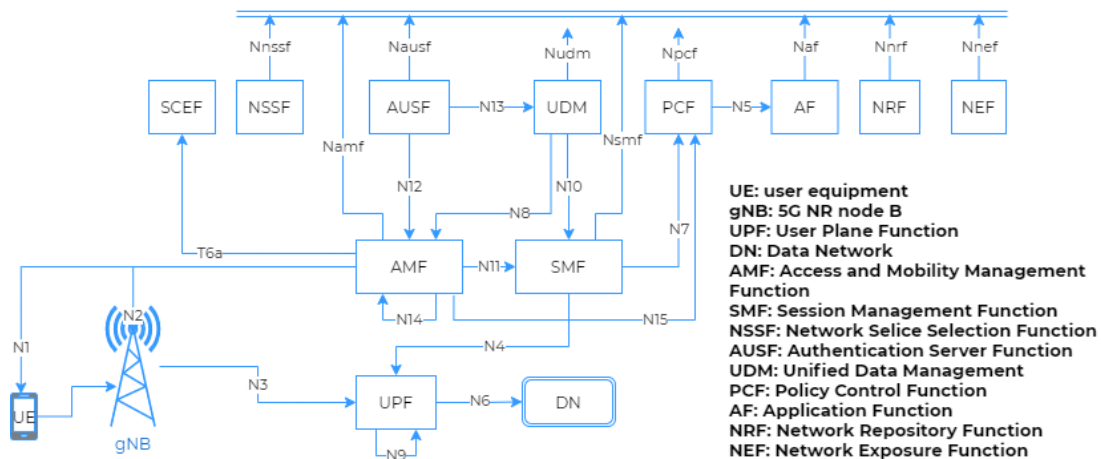 Nnssf
Nausf
Nudm
Npcf
Naf
Nnrf
Nnef
SCEF
NSSF
AUSF
N13
UDM
Nsmf
PCF
N5
AF
NRF
NEF
Namf
N12
N10
N8
N7
T6a
AMF
N11
SMF
N14
N15
N1
N2
N4
N3
UE
gNB
UPF
N6
DN
N9
UE: user equipment
gNB: 5G NR node B
UPF: User Plane Function
DN: Data Network
AMF: Access and Mobility Management
Function
SMF: Session Management Function
NSSF: Network Selice Selection Function
AUSF: Authentication Server Function
UDM: Unified Data Management
PCF: Policy Control Function
AF: Application Function
NRF: Network Repository Function
NEF: Network Exposure Function